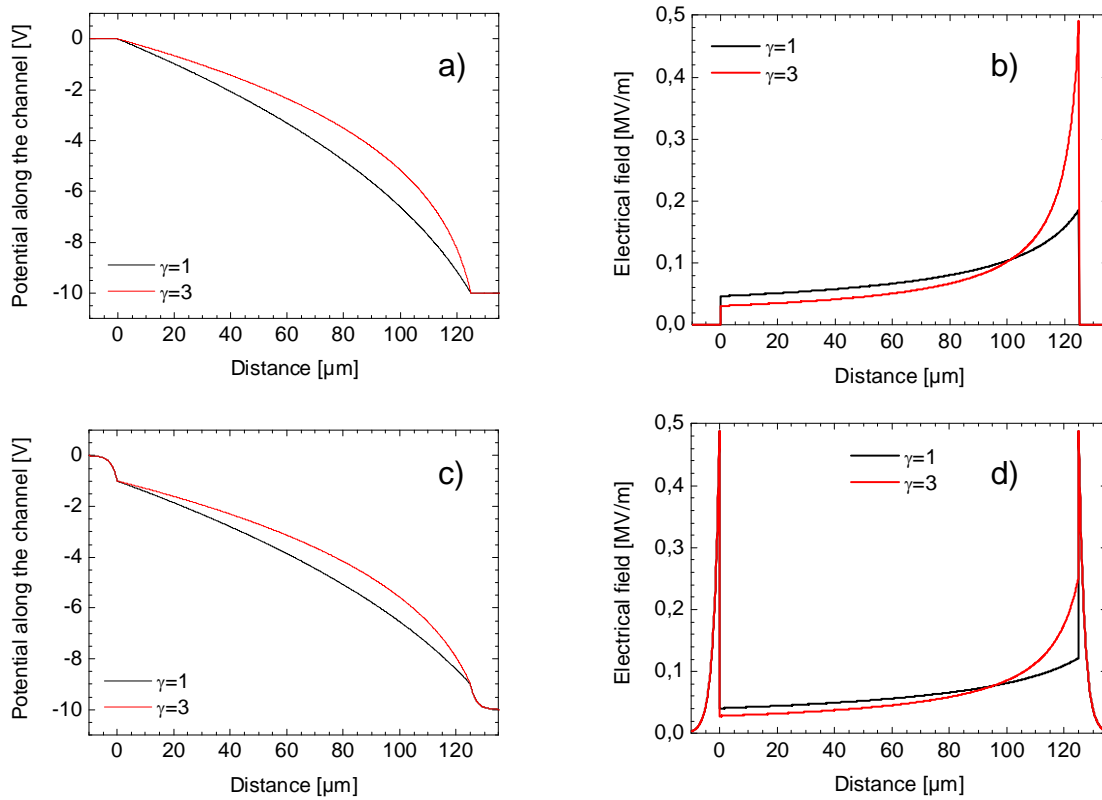 a)
Potential along the channel [V]
0
-2
-4
-6
-8
-10
γ=1
γ=3
0 20 40 60 80 100 120
Distance [µm]
b)
Electrical field [MV/m]
0,5
0,4
0,3
0,2
0,1
0,0
γ=1
γ=3
0 20 40 60 80 100 120
Distance [µm]
c)
Potential along the channel [V]
0
-2
-4
-6
-8
-10
γ=1
γ=3
0 20 40 60 80 100 120
Distance [µm]
d)
Electrical field [MV/m]
0,5
0,4
0,3
0,2
0,1
0,0
γ=1
γ=3
0 20 40 60 80 100 120
Distance [µm]